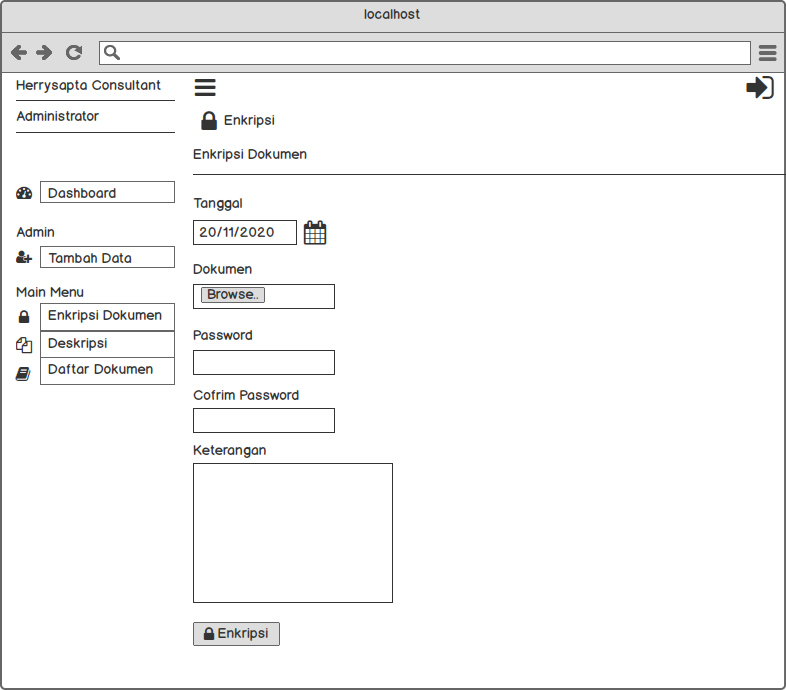 localhost
Herrysapta Consultant
Administrator
Dashboard
Admin
Tambah Data
Main Menu
Enkripsi Dokumen
Deskripsi
Daftar Dokumen
Enkripsi
Enkripsi Dokumen
Tanggal
20/11/2020
Dokumen
Browse..
Password
Cofrim Password
Keterangan
Enkripsi